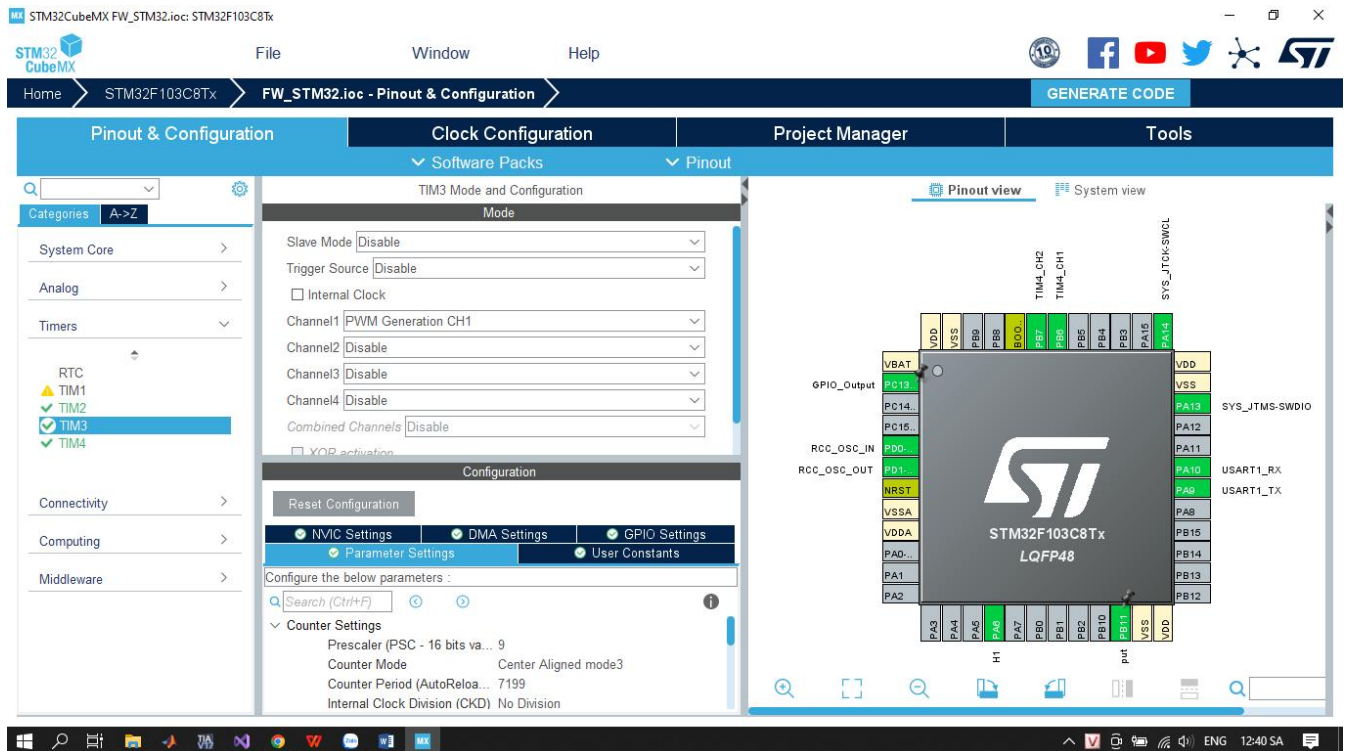 STM32CubeMX FW_STM32.ioc: STM32F103C8Tx
STM32 CubeMX File Window Help
Home STM32F103C8Tx FW_STM32.ioc - Pinout & Configuration GENERATE CODE
Pinout & Configuration Clock Configuration Project Manager Tools
Software Packs Pinout
Categories A->Z
System Core
Analog
Timers
RTC
TIM1
TIM2
TIM3
TIM4
Connectivity
Computing
Middleware
TIM3 Mode and Configuration
Mode
Slave Mode Disable
Trigger Source Disable
Internal Clock
Channel1 PWM Generation CH1
Channel2 Disable
Channel3 Disable
Channel4 Disable
Combined Channels Disable
XOR activation
Configuration
Reset Configuration
NVIC Settings DMA Settings GPIO Settings
Parameter Settings User Constants
Configure the below parameters :
Search (Ctrl+F)
Counter Settings
Prescaler (PSC - 16 bits va... 9
Counter Mode Center Aligned mode3
Counter Period (AutoReloa... 7199
Internal Clock Division (CKD) No Division
Pinout view System view
TIM4_CH2 TIM4_CH1 SYS_JTCK-SWCL
VDD VSS PB9 PB8 BOO.. PB7 PB6 PB5 PB4 PB3 PA15 PA14
VBAT VDD
GPIO_Output PC13.. VSS
PC14.. PA13 SYS_JTMS-SWDIO
PC15.. PA12
RCC_OSC_IN PD0-.. PA11
RCC_OSC_OUT PD1-.. PA10 USART1_RX
NRST PA9 USART1_TX
VSSA PA8
VDDA STM32F103C8Tx PB15
PA0-.. LQFP48 PB14
PA1 PB13
PA2 PB12
PA3 PA4 PA5 PA6 PA7 PB0 PB1 PB2 PB10 PB11 VSS VDD
H1 put
ENG 12:40 SA